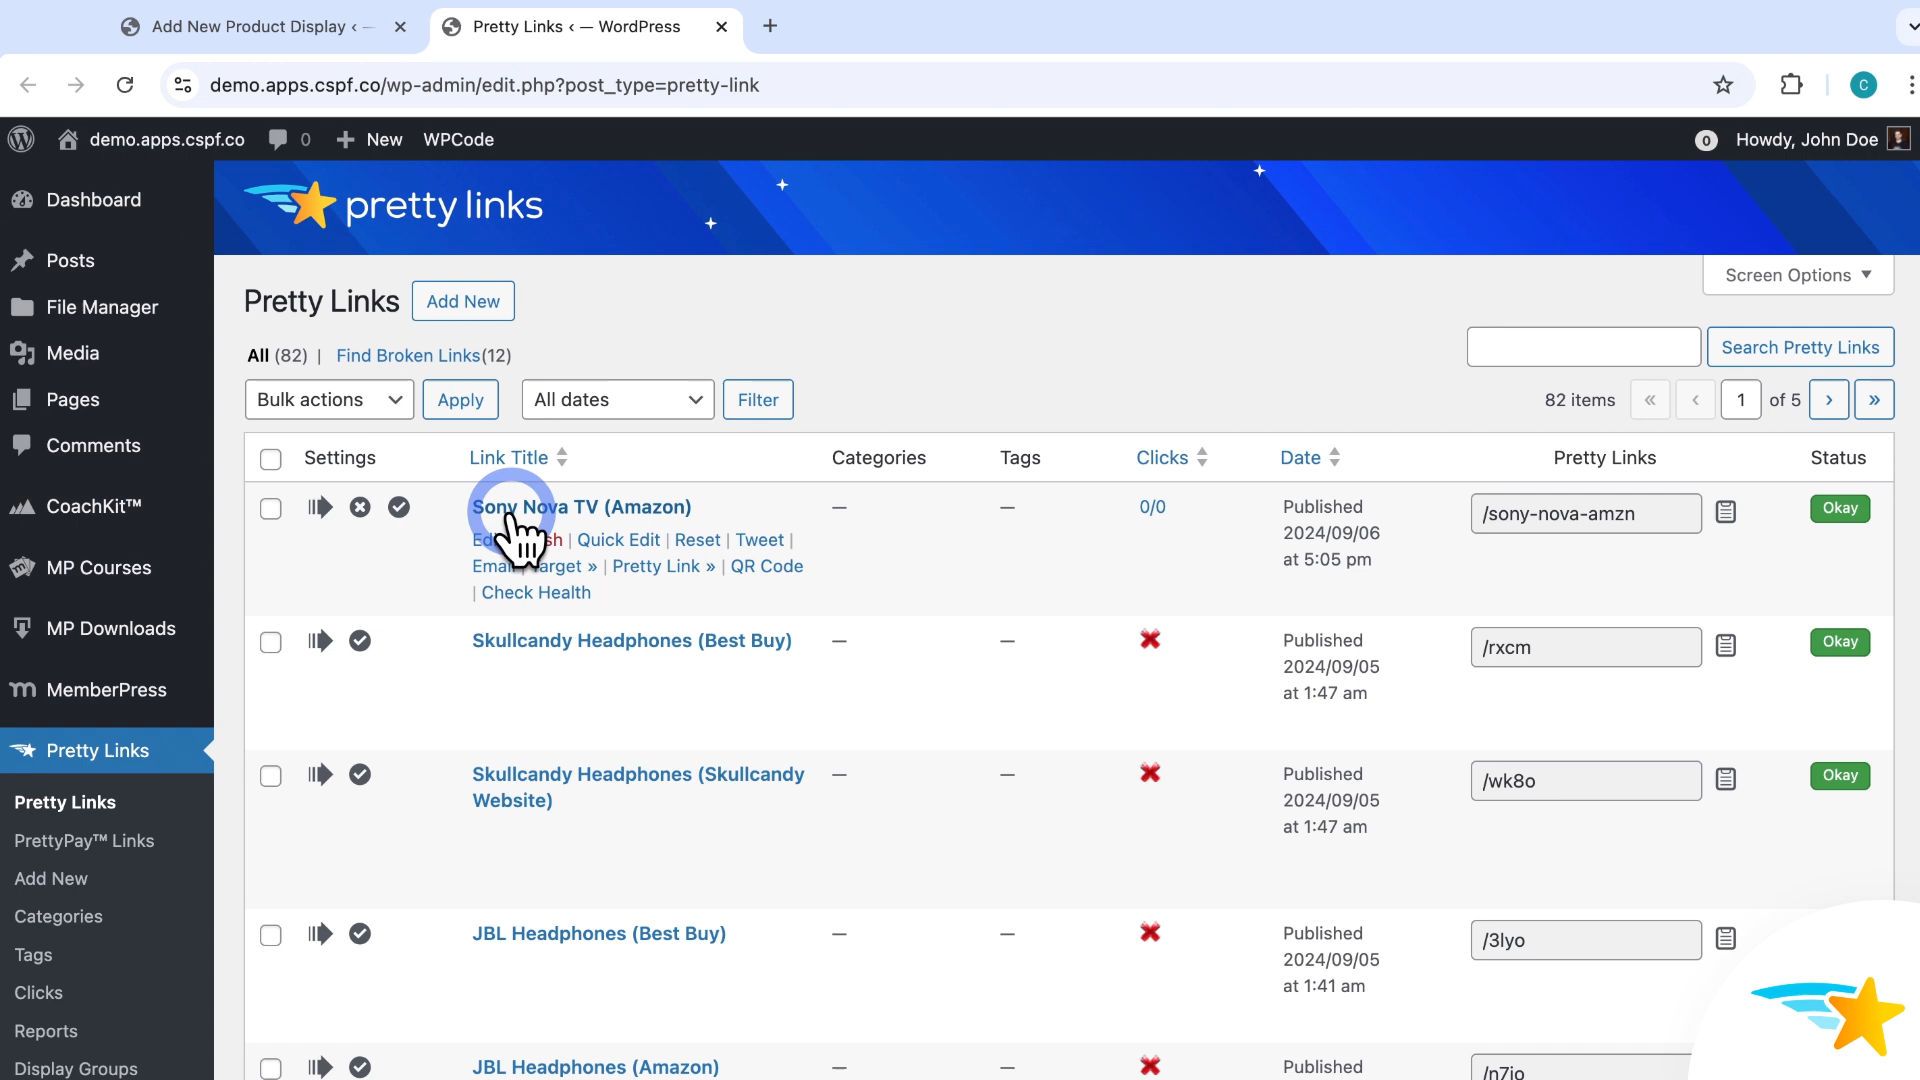 Add New Product Display ‹ —
Pretty Links ‹ — WordPress
demo.apps.cspf.co/wp-admin/edit.php?post_type=pretty-link
C
demo.apps.cspf.co
0
New
WPCode
0
Howdy, John Doe
Dashboard
Posts
File Manager
Media
Pages
Comments
CoachKit™
MP Courses
MP Downloads
MemberPress
Pretty Links
Pretty Links
PrettyPay™ Links
Add New
Categories
Tags
Clicks
Reports
Display Groups
pretty links
Screen Options
Pretty Links
Add New
All (82) | Find Broken Links(12)
Search Pretty Links
Bulk actions
Apply
All dates
Filter
82 items « ‹ 1 of 5 › »
Settings Link Title Categories Tags Clicks Date Pretty Links Status
Sony Nova TV (Amazon) — — 0/0 Published /sony-nova-amzn Okay
2024/09/06
at 5:05 pm
| Quick Edit | Reset | Tweet |
| Pretty Link » | QR Code
| Check Health
Skullcandy Headphones (Best Buy) — — Published /rxcm Okay
2024/09/05
at 1:47 am
Skullcandy Headphones (Skullcandy — — Published /wk8o Okay
Website)
2024/09/05
at 1:47 am
JBL Headphones (Best Buy) — — Published /3lyo
2024/09/05
at 1:41 am
JBL Headphones (Amazon) — — Published /n7io